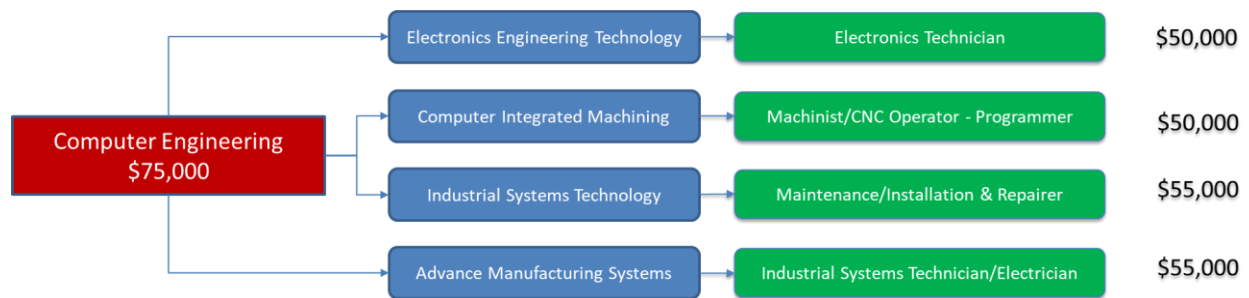 Electronics Engineering Technology
Electronics Technician
$50,000
Computer Integrated Machining
Machinist/CNC Operator - Programmer
$50,000
Computer Engineering
$75,000
Industrial Systems Technology
Maintenance/Installation & Repairer
$55,000
Advance Manufacturing Systems
Industrial Systems Technician/Electrician
$55,000